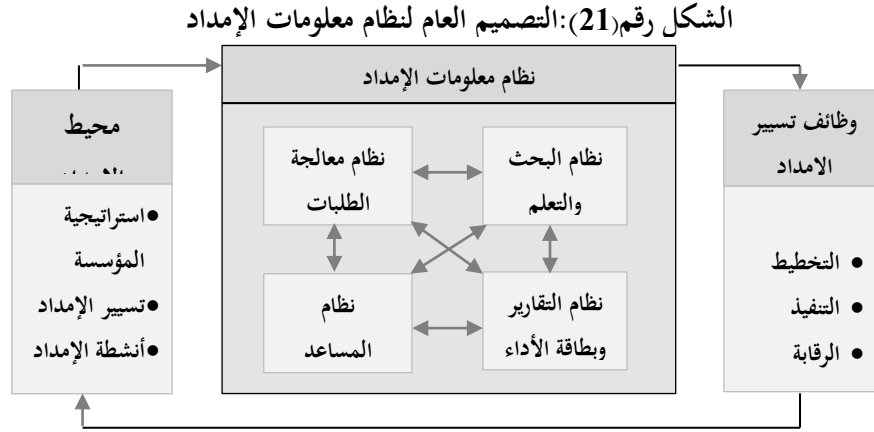 الشكل رقم(21):التصميم العام لنظام معلومات الإمداد
نظام معلومات الإمداد
وظائف تسيير
الامداد
● التخطيط
● التنفيذ
● الرقابة
نظام البحث
والتعلم
نظام معالجة
الطلبات
نظام التقارير
وبطاقة الأداء
نظام
المساعد
محيط
●استراتيجية
المؤسسة
●تسيير الإمداد
●أنشطة الإمداد